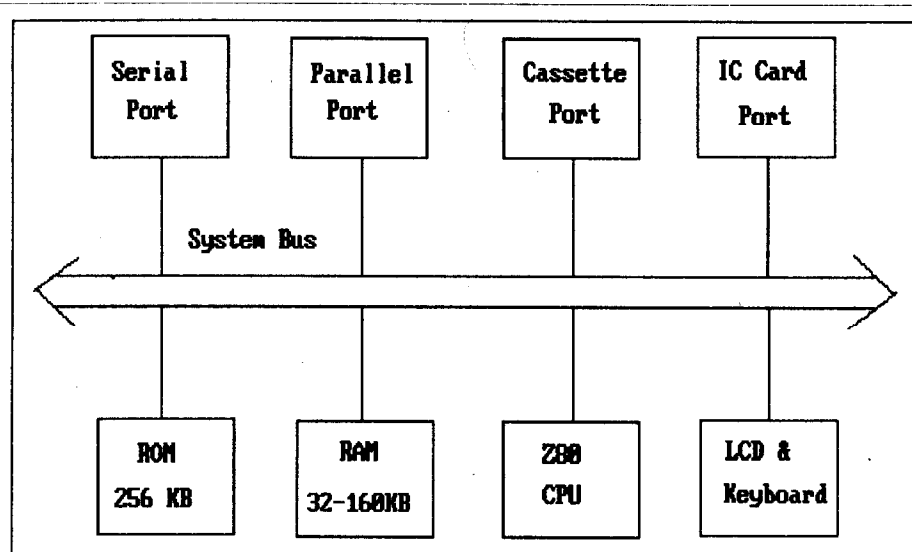 Serial
Port
Parallel
Port
Cassette
Port
IC Card
Port
System Bus
ROM
256 KB
RAM
32-160KB
Z80
CPU
LCD &
Keyboard